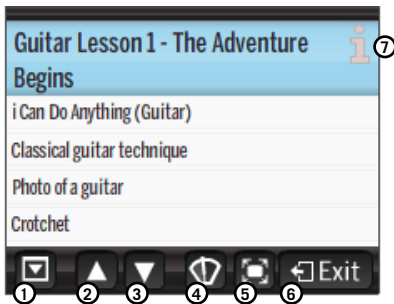 Guitar Lesson 1 - The Adventure
Begins
i Can Do Anything (Guitar)
Classical guitar technique
Photo of a guitar
Crotchet
Exit
1 2 3 4 5 6
7